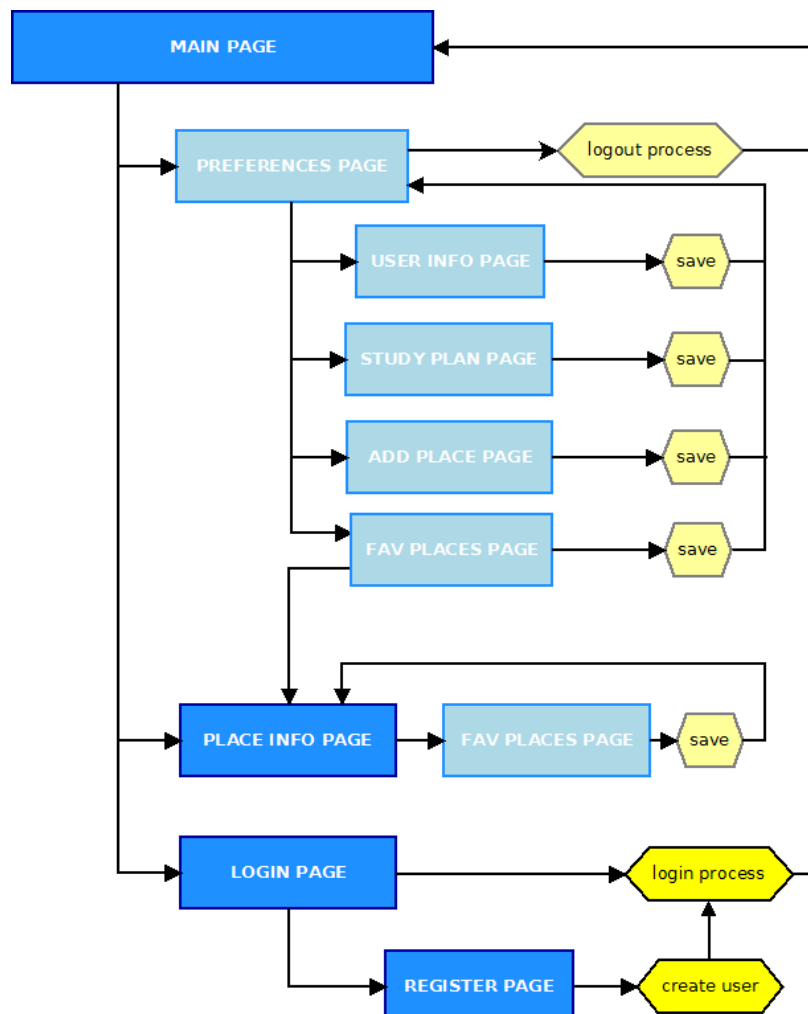 MAIN PAGE
PREFERENCES PAGE
logout process
USER INFO PAGE
save
STUDY PLAN PAGE
save
ADD PLACE PAGE
save
FAV PLACES PAGE
save
PLACE INFO PAGE
FAV PLACES PAGE
save
LOGIN PAGE
login process
REGISTER PAGE
create user